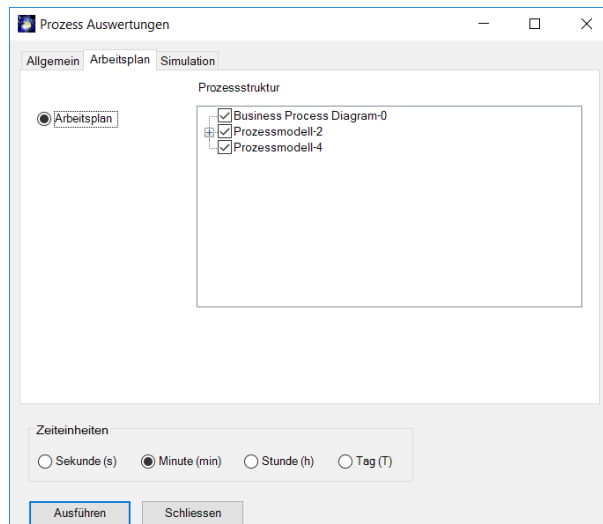 Prozess Auswertungen
Allgemein Arbeitsplan Simulation
Prozessstruktur
Arbeitsplan
Business Process Diagram-0
Prozessmodell-2
Prozessmodell-4
Zeiteinheiten
Sekunde (s) Minute (min) Stunde (h) Tag (T)
Ausführen Schliessen